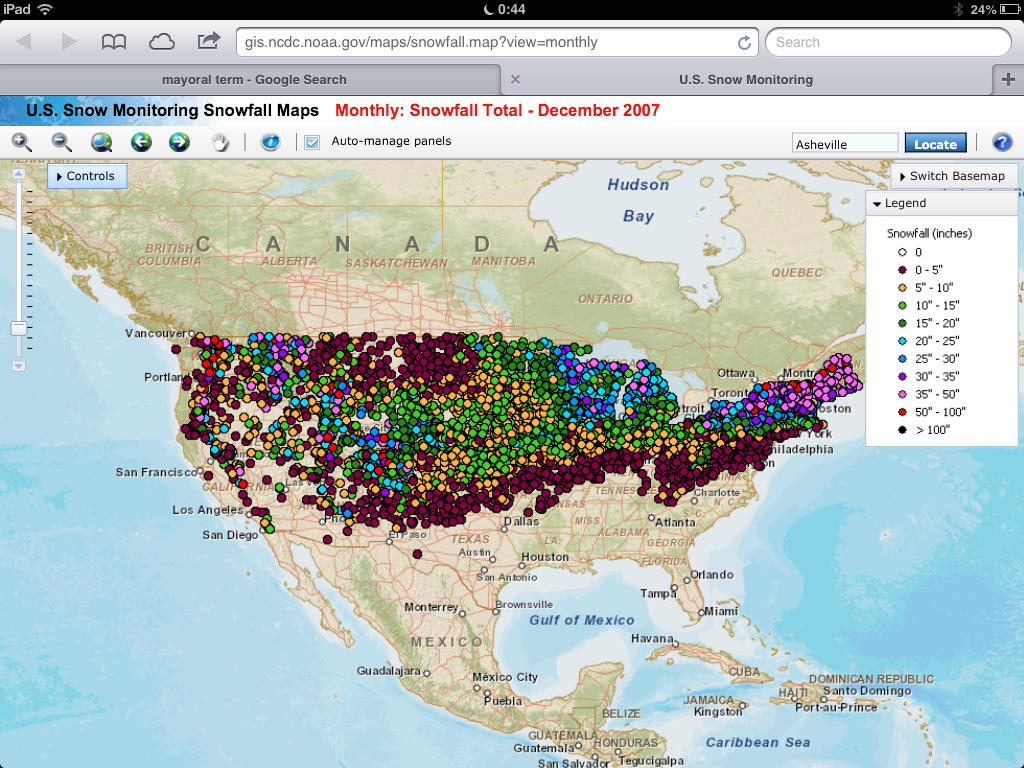 iPad 0:44 24%
gis.ncdc.noaa.gov/maps/snowfall.map?view=monthly Search
mayoral term - Google Search U.S. Snow Monitoring
U.S. Snow Monitoring Snowfall Maps Monthly: Snowfall Total - December 2007
Auto-manage panels Asheville Locate
Controls Switch Basemap
Legend
Snowfall (inches)
0
0 - 5"
5" - 10"
10" - 15"
15" - 20"
20" - 25"
25" - 30"
30" - 35"
35" - 50"
50" - 100"
> 100"
Hudson
Bay
CANADA
BRITISH
COLUMBIA
ALBERTA
SASKATCHEWAN
MANITOBA
QUEBEC
ONTARIO
Vancouver
Ottawa
Portland
San Francisco
Philadelphia
Charlotte
Los Angeles
San Diego
Dallas
Atlanta
El Paso
TEXAS
MISS.
ALABAMA
GEORGIA
LA.
S.C.
N.C.
Austin
Houston
FLORIDA
San Antonio
Orlando
Tampa
Monterrey
Brownsville
Miami
Gulf of Mexico
MEXICO
Havana
Guadalajara
Mexico City
CUBA
DOMINICAN REPUBLIC
Puebla
HAITI
Santo Domingo
JAMAICA
Kingston
Port-au-Prince
BELIZE
GUATEMALA
Guatemala
HONDURAS
Caribbean Sea
San Salvador
Tegucigalpa